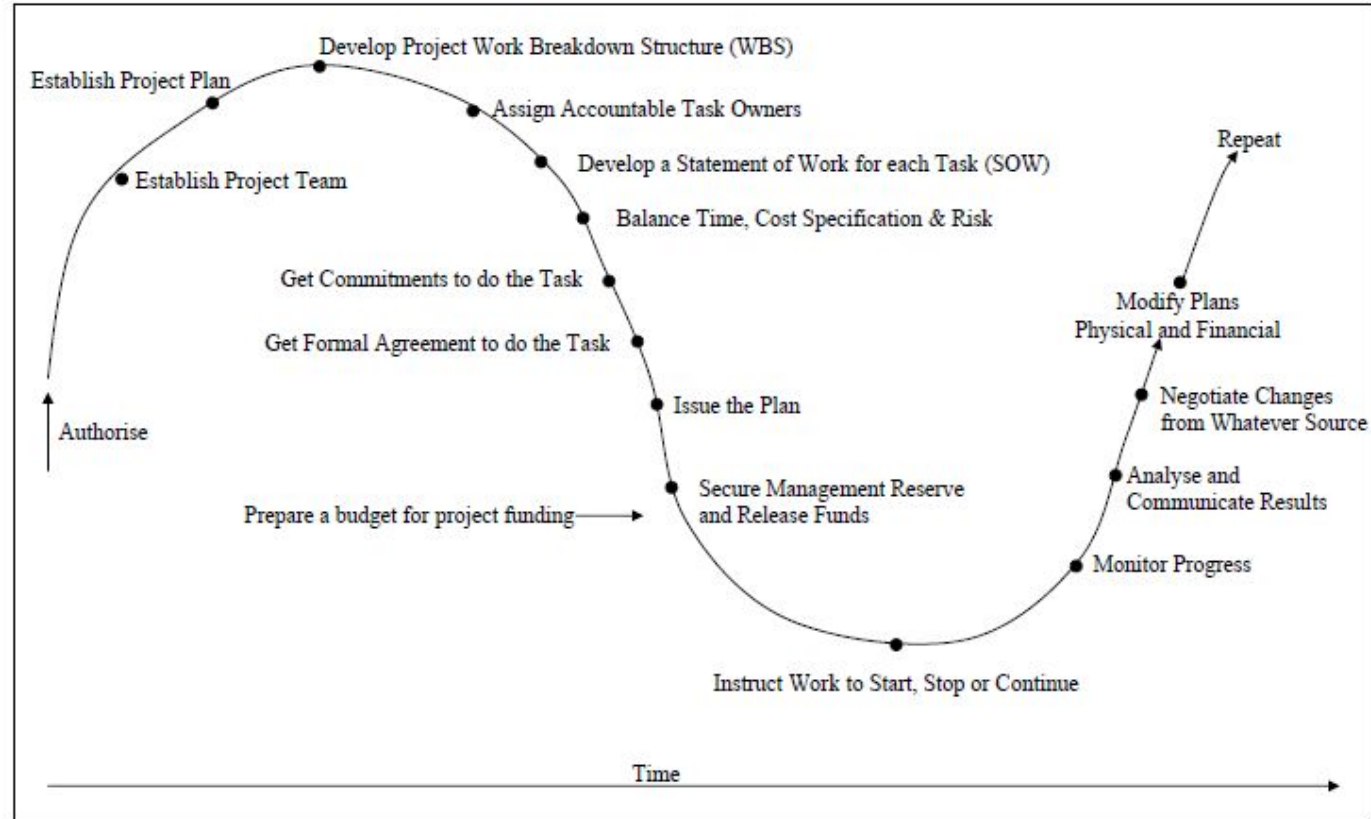 Develop Project Work Breakdown Structure (WBS)
Establish Project Plan
Assign Accountable Task Owners
Repeat
Develop a Statement of Work for each Task (SOW)
Establish Project Team
Balance Time, Cost Specification & Risk
Get Commitments to do the Task
Modify Plans
Physical and Financial
Get Formal Agreement to do the Task
Issue the Plan
Negotiate Changes
from Whatever Source
Authorise
Secure Management Reserve
and Release Funds
Analyse and
Communicate Results
Prepare a budget for project funding
Monitor Progress
Instruct Work to Start, Stop or Continue
Time